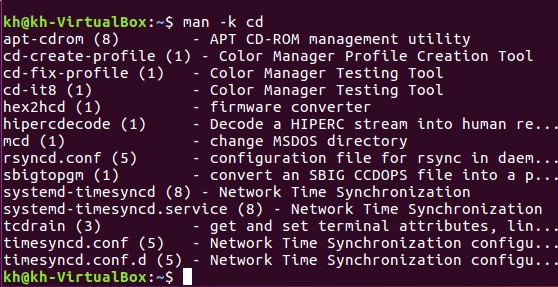 kh@kh-VirtualBox:~$ man -k cd
apt-cdrom (8)        - APT CD-ROM management utility
cd-create-profile (1) - Color Manager Profile Creation Tool
cd-fix-profile (1)   - Color Manager Testing Tool
cd-it8 (1)           - Color Manager Testing Tool
hex2hcd (1)          - firmware converter
hipercdecode (1)     - Decode a HIPERC stream into human re...
mcd (1)              - change MSDOS directory
rsyncd.conf (5)      - configuration file for rsync in daem...
sbigtopgm (1)        - convert an SBIG CCDOPS file into a p...
systemd-timesyncd (8) - Network Time Synchronization
systemd-timesyncd.service (8) - Network Time Synchronization
tcdrain (3)          - get and set terminal attributes, lin...
timesyncd.conf (5)   - Network Time Synchronization configu...
timesyncd.conf.d (5) - Network Time Synchronization configu...
kh@kh-VirtualBox:~$